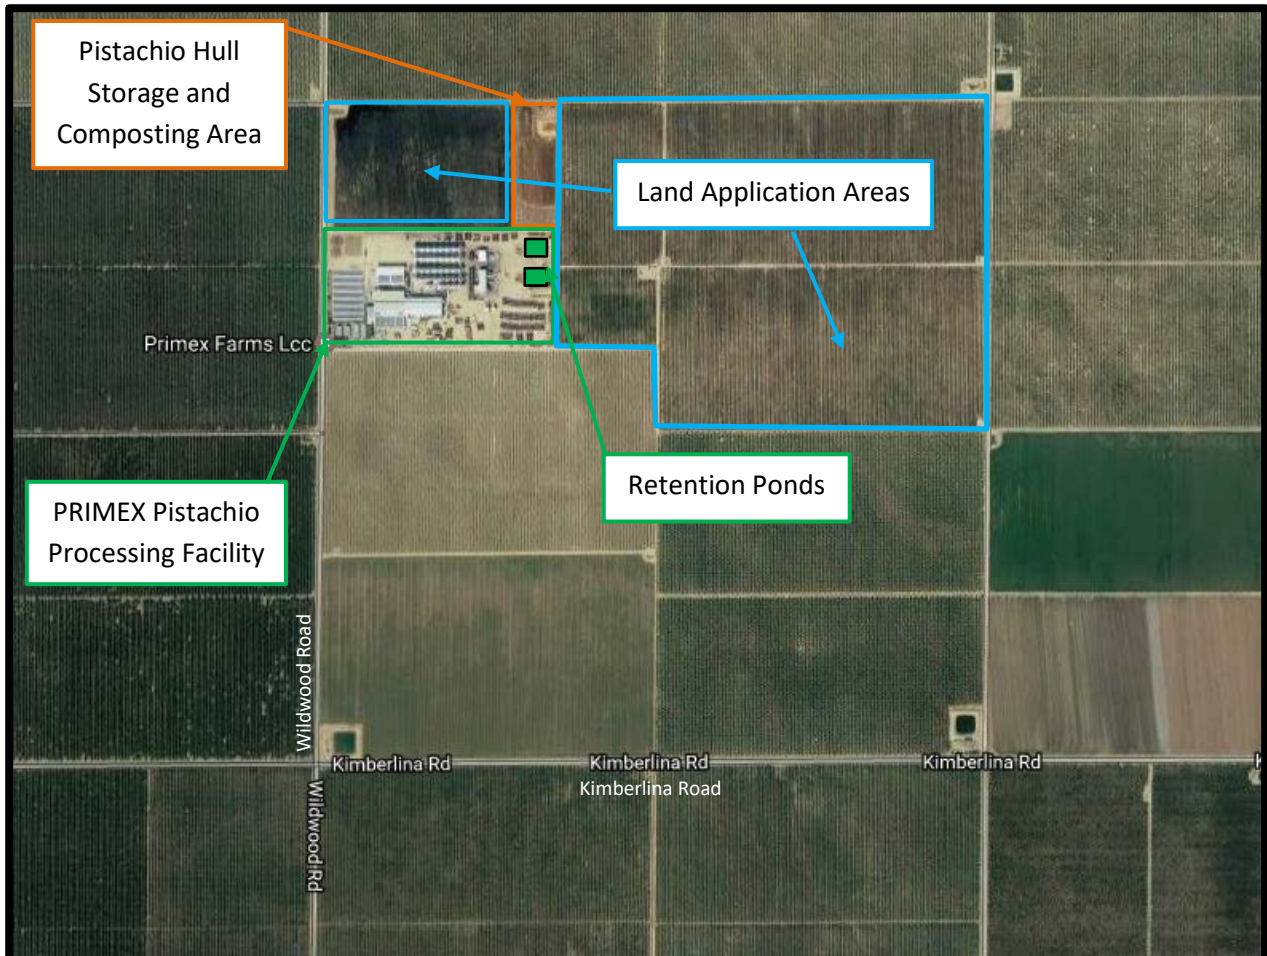 Pistachio Hull
Storage and
Composting Area
Land Application Areas
Primex Farms Lcc
Retention Ponds
PRIMEX Pistachio
Processing Facility
Wildwood Road
Kimberlina Rd
Kimberlina Rd
Kimberlina Rd
K
Kimberlina Road
Wildwood Rd